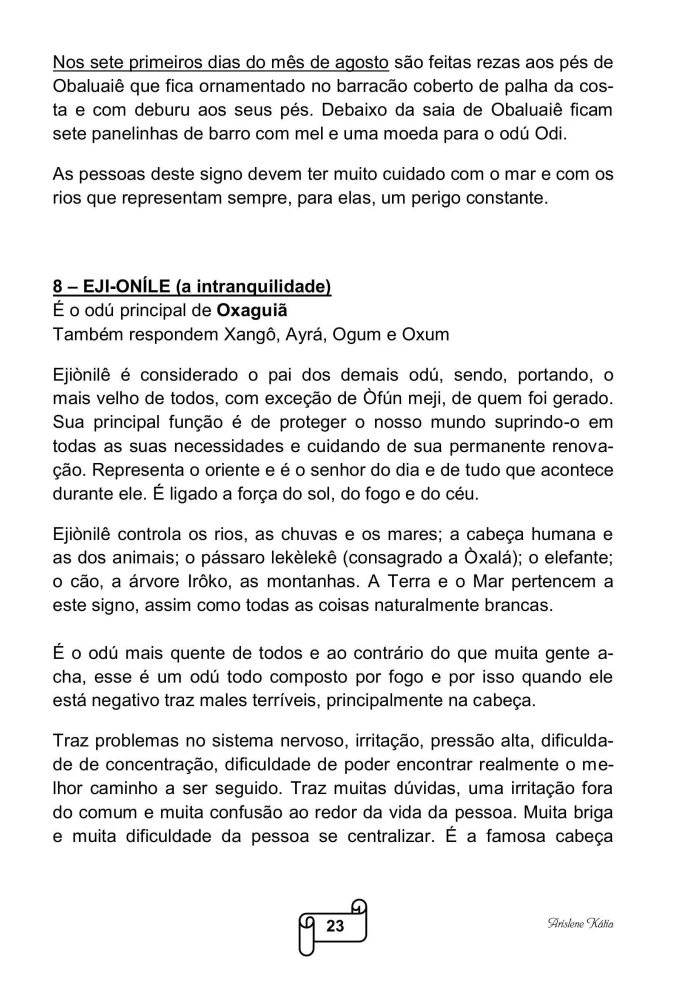 Nos sete primeiros dias do mês de agosto são feitas rezas aos pés de
Obaluaiê que fica ornamentado no barracão coberto de palha da cos-
ta e com deburu aos seus pés. Debaixo da saia de Obaluaiê ficam
sete panelinhas de barro com mel e uma moeda para o odú Odi.
As pessoas deste signo devem ter muito cuidado com o mar e com os
rios que representam sempre, para elas, um perigo constante.
8 – EJI-ONÍLE (a intranquilidade)
É o odú principal de Oxaguiã
Também respondem Xangô, Ayrá, Ogum e Oxum
Ejiònilê é considerado o pai dos demais odú, sendo, portando, o
mais velho de todos, com exceção de Òfún meji, de quem foi gerado.
Sua principal função é de proteger o nosso mundo suprindo-o em
todas as suas necessidades e cuidando de sua permanente renova-
ção. Representa o oriente e é o senhor do dia e de tudo que acontece
durante ele. É ligado a força do sol, do fogo e do céu.
Ejiònilê controla os rios, as chuvas e os mares; a cabeça humana e
as dos animais; o pássaro lekèlekê (consagrado a Òxalá); o elefante;
o cão, a árvore Irôko, as montanhas. A Terra e o Mar pertencem a
este signo, assim como todas as coisas naturalmente brancas.
É o odú mais quente de todos e ao contrário do que muita gente a-
cha, esse é um odú todo composto por fogo e por isso quando ele
está negativo traz males terríveis, principalmente na cabeça.
Traz problemas no sistema nervoso, irritação, pressão alta, dificulda-
de de concentração, dificuldade de poder encontrar realmente o me-
lhor caminho a ser seguido. Traz muitas dúvidas, uma irritação fora
do comum e muita confusão ao redor da vida da pessoa. Muita briga
e muita dificuldade da pessoa se centralizar. É a famosa cabeça
23
Arislene Kátia